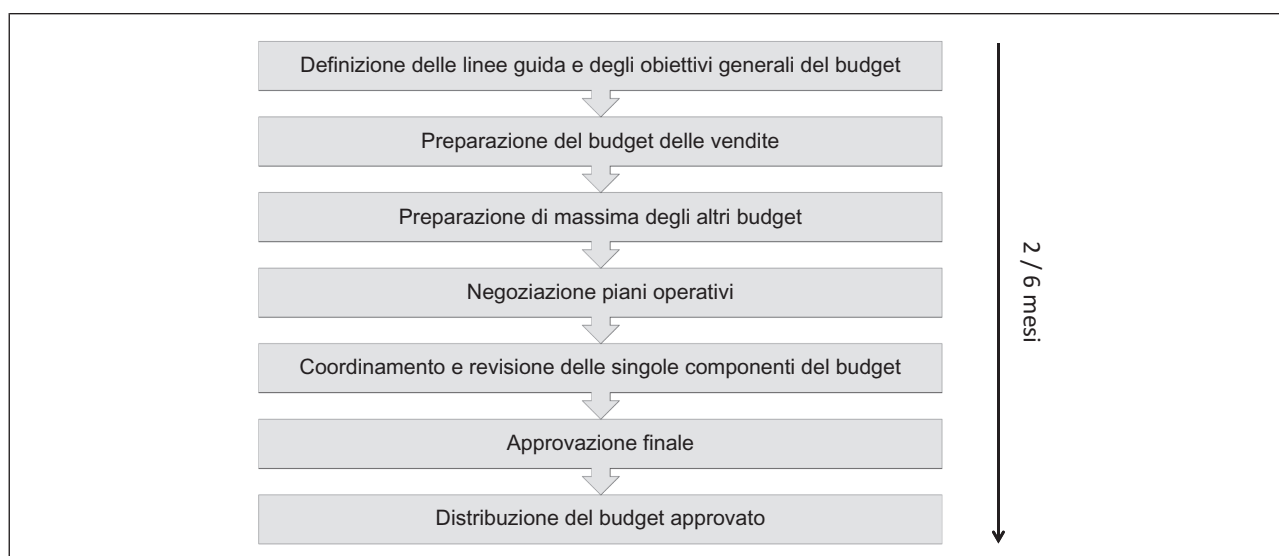 Definizione delle linee guida e degli obiettivi generali del budget
Preparazione del budget delle vendite
Preparazione di massima degli altri budget
Negoziazione piani operativi
Coordinamento e revisione delle singole componenti del budget
Approvazione finale
Distribuzione del budget approvato
2 / 6 mesi